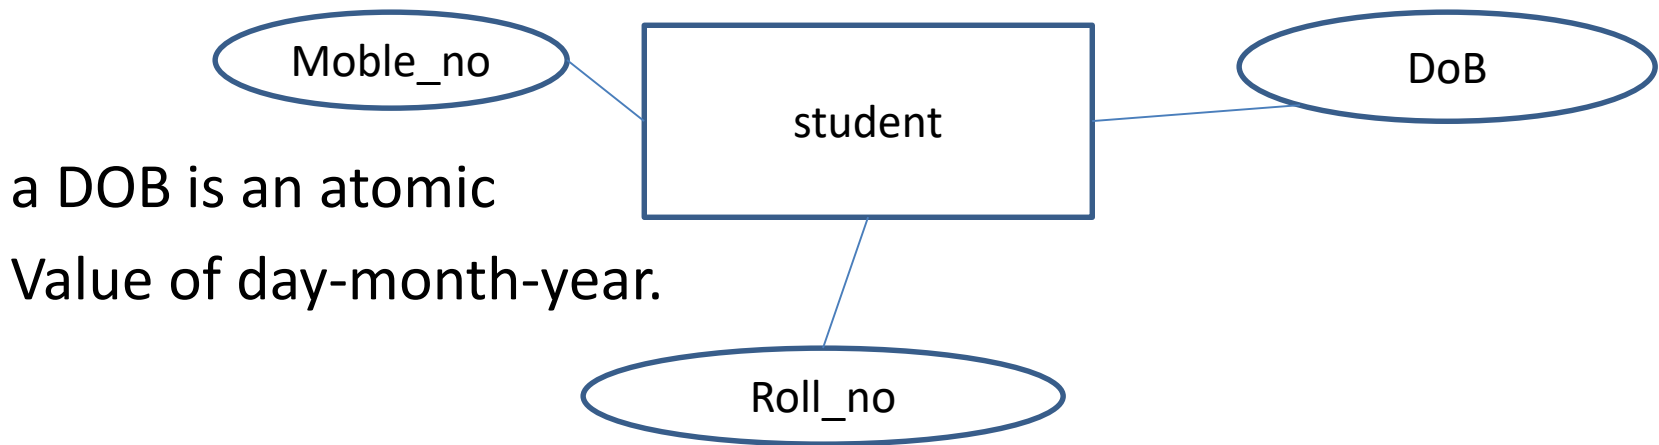 Moble_no
DoB
student
a DOB is an atomic
Value of day-month-year.
Roll_no